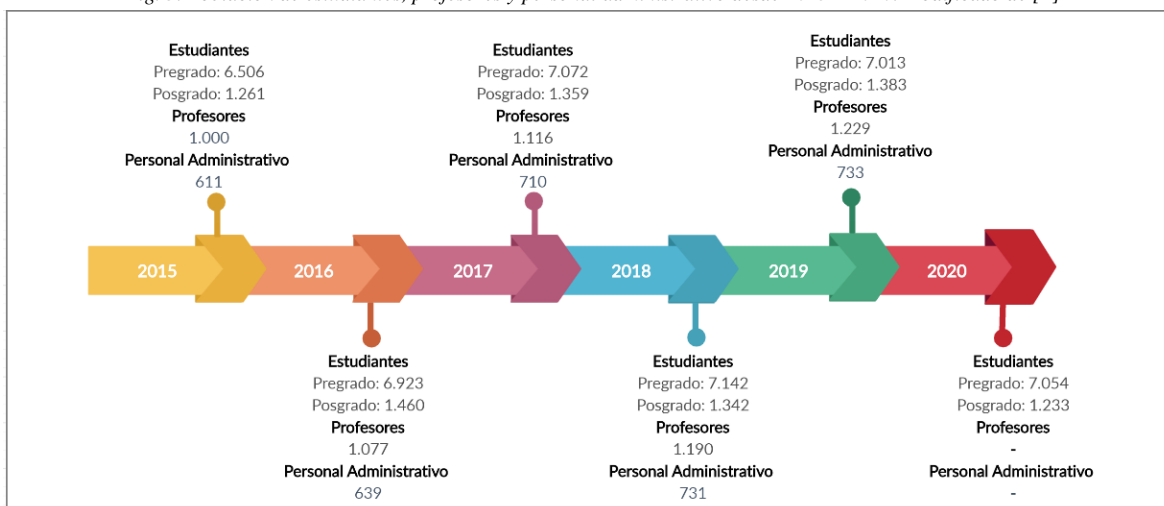 Estudiantes
Pregrado: 6.506
Posgrado: 1.261
Profesores
1.000
Personal Administrativo
611
Estudiantes
Pregrado: 7.072
Posgrado: 1.359
Profesores
1.116
Personal Administrativo
710
Estudiantes
Pregrado: 7.013
Posgrado: 1.383
Profesores
1.229
Personal Administrativo
733
2015
2016
2017
2018
2019
2020
Estudiantes
Pregrado: 6.923
Posgrado: 1.460
Profesores
1.077
Personal Administrativo
639
Estudiantes
Pregrado: 7.142
Posgrado: 1.342
Profesores
1.190
Personal Administrativo
731
Estudiantes
Pregrado: 7.054
Posgrado: 1.233
Profesores
-
Personal Administrativo
-